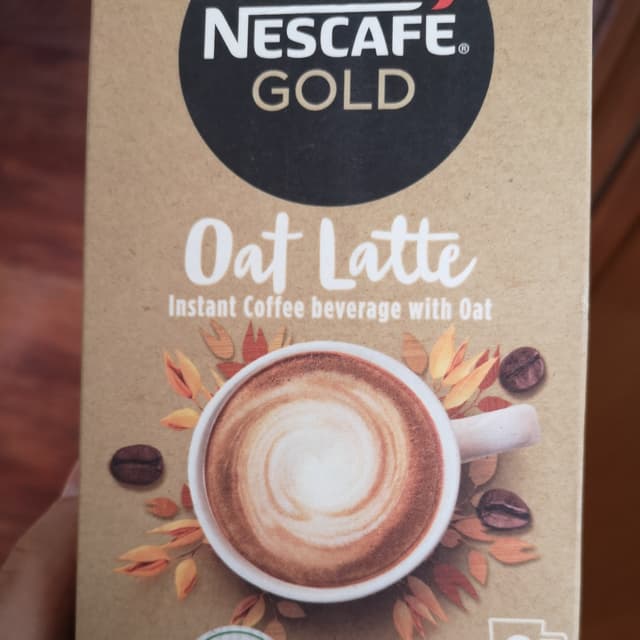 NESCAFÉ®
GOLD
Oat Latte
Instant Coffee beverage with Oat